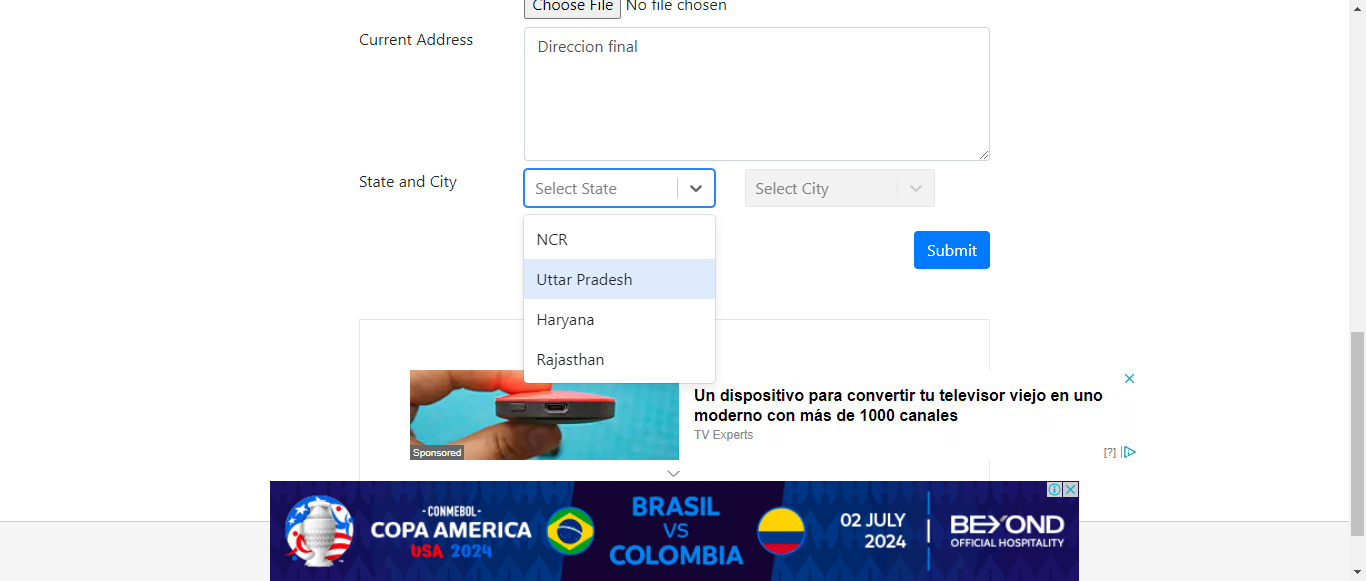 Choose File No file chosen
Current Address
Direccion final
State and City
Select State
Select City
NCR
Uttar Pradesh
Haryana
Rajasthan
Submit
Un dispositivo para convertir tu televisor viejo en uno
moderno con más de 1000 canales
TV Experts
Sponsored
[?]
-CONMEBOL-
COPA AMERICA
USA 2024
BRASIL
VS
COLOMBIA
02 JULY
2024
BEYOND
OFFICIAL HOSPITALITY